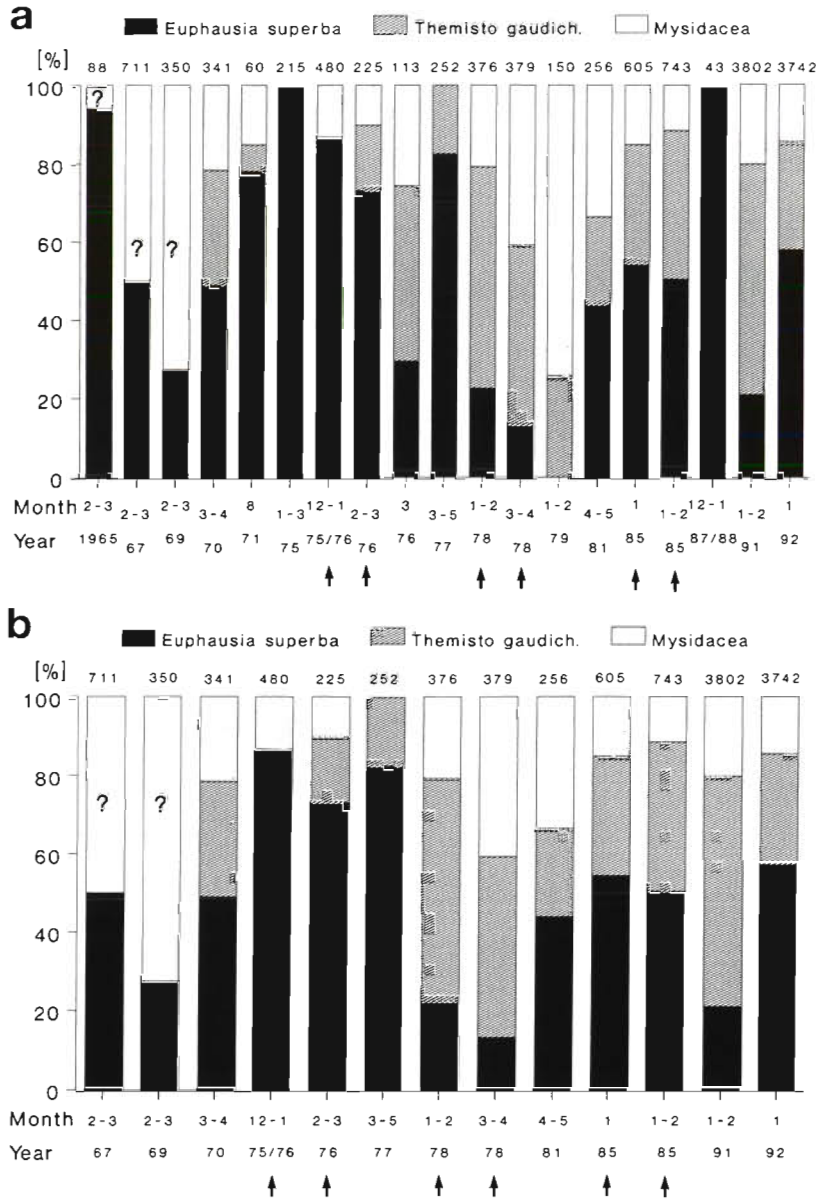 a
Euphausia superba Themisto gaudich. Mysidacea
[%] 88 711 350 341 60 215 480 225 113 252 376 379 150 256 605 743 43 3802 3742
100
?
80
60
? ?
40
20
0
Month 2-3 2-3 2-3 3-4 8 1-3 12-1 2-3 3 3-5 1-2 3-4 1-2 4-5 1 1-2 12-1 1-2 1
Year 1965 67 69 70 71 75 75/76 76 76 77 78 78 79 81 85 85 87/88 91 92
b
Euphausia superba Themisto gaudich. Mysidacea
[%] 711 350 341 480 225 252 376 379 256 605 743 3802 3742
100
80
? ?
60
40
20
0
Month 2-3 2-3 3-4 12-1 2-3 3-5 1-2 3-4 4-5 1 1-2 1-2 1
Year 67 69 70 75/76 76 77 78 78 81 85 85 91 92